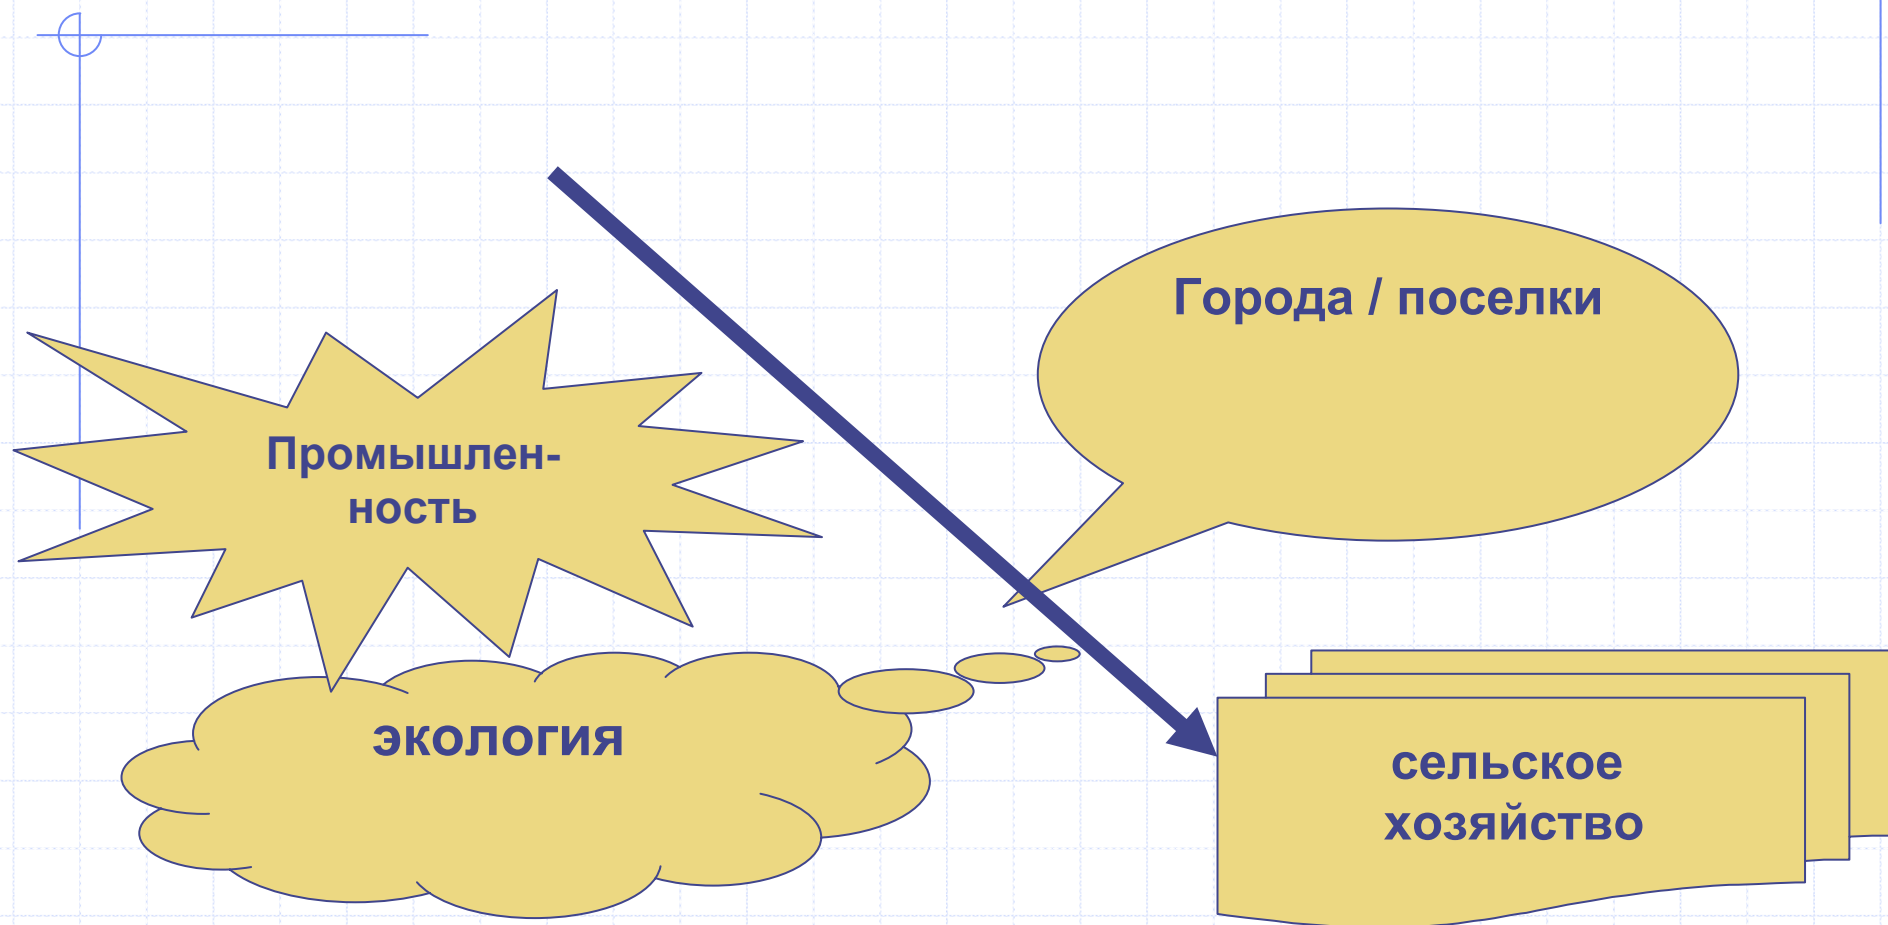 Города / поселки
Промышлен-
ность
экология
сельское
хозяйство